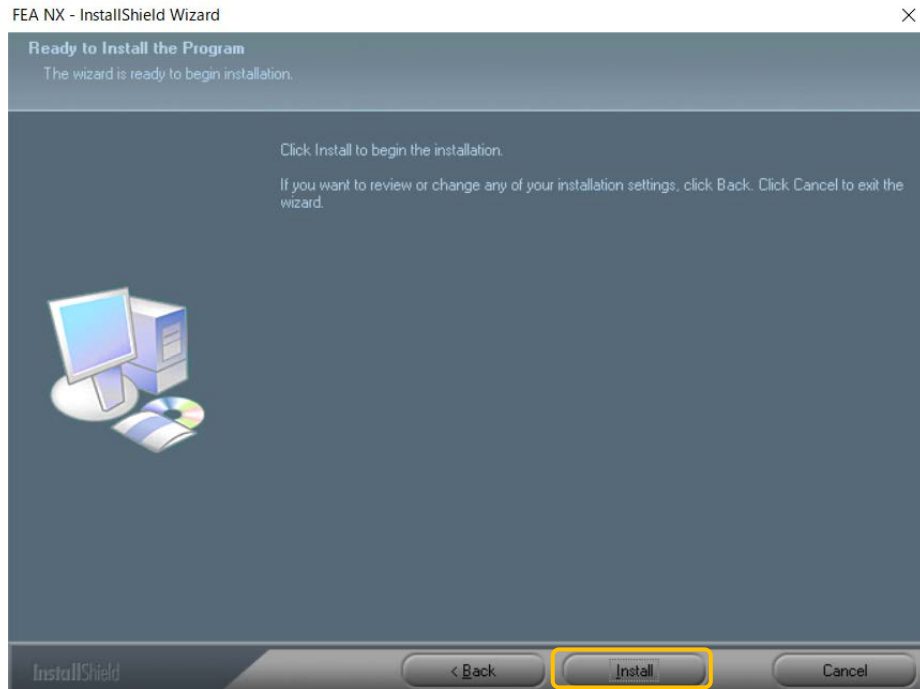 FEA NX - InstallShield Wizard
Ready to Install the Program
The wizard is ready to begin installation.
Click Install to begin the installation.
If you want to review or change any of your installation settings, click Back. Click Cancel to exit the
wizard.
InstallShield
< Back
Install
Cancel